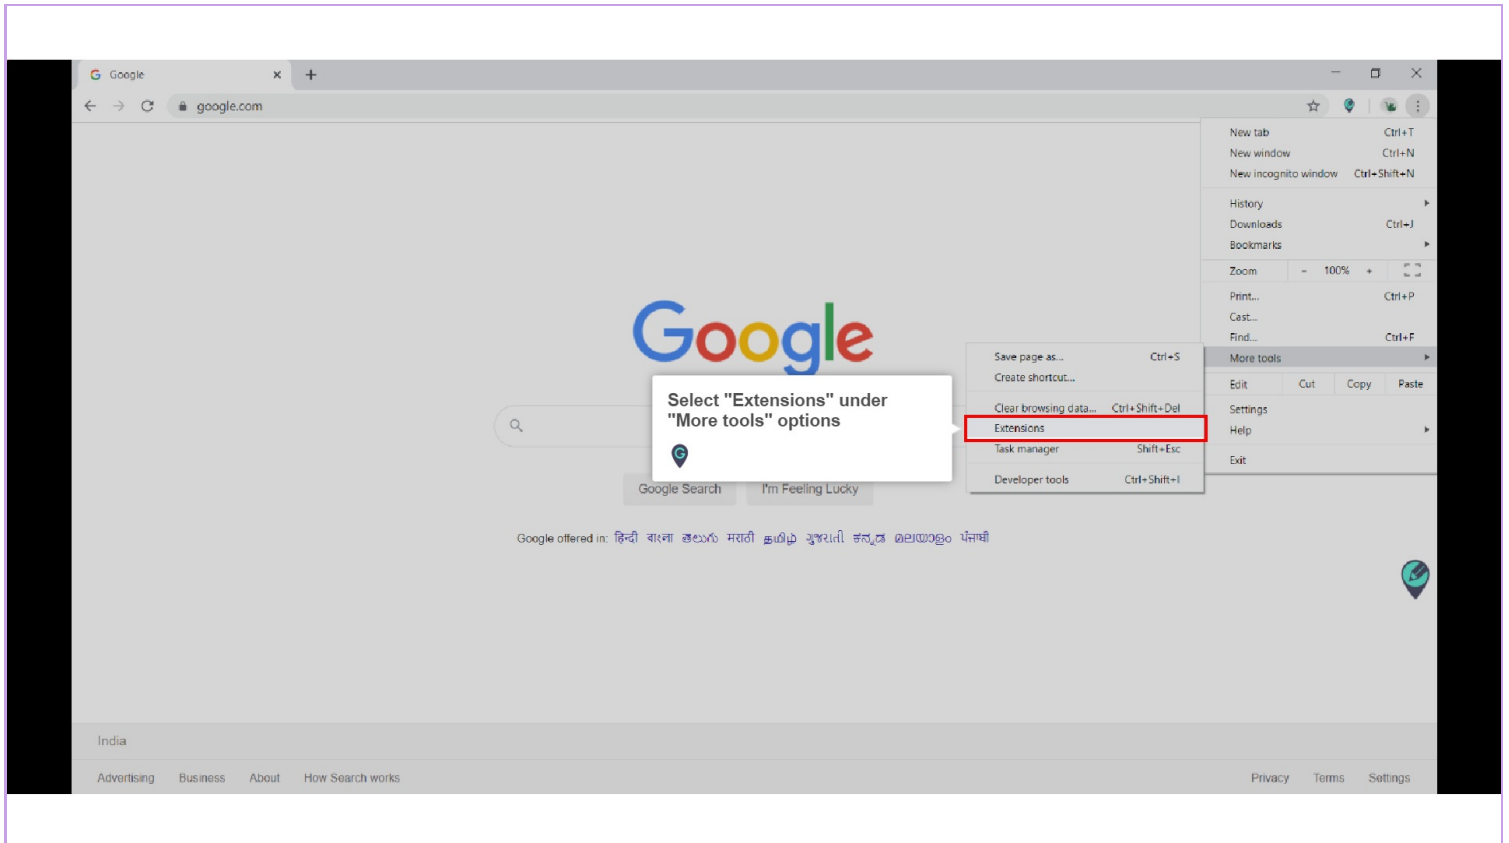 Google
google.com
New tab Ctrl+T
New window Ctrl+N
New incognito window Ctrl+Shift+N
History
Downloads Ctrl+J
Bookmarks
Zoom - 100% +
Print... Ctrl+P
Cast...
Find... Ctrl+F
More tools
Edit Cut Copy Paste
Settings
Help
Exit
Save page as... Ctrl+S
Create shortcut...
Clear browsing data... Ctrl+Shift+Del
Extensions
Task manager Shift+Esc
Developer tools Ctrl+Shift+I
Google
Select "Extensions" under
"More tools" options
Google Search I'm Feeling Lucky
Google offered in: हिन्दी বাংলা తెలుగు मराठी தமிழ் ગુજરાતી ಕನ್ನಡ മലയാളം ਪੰਜਾਬੀ
India
Advertising Business About How Search works Privacy Terms Settings